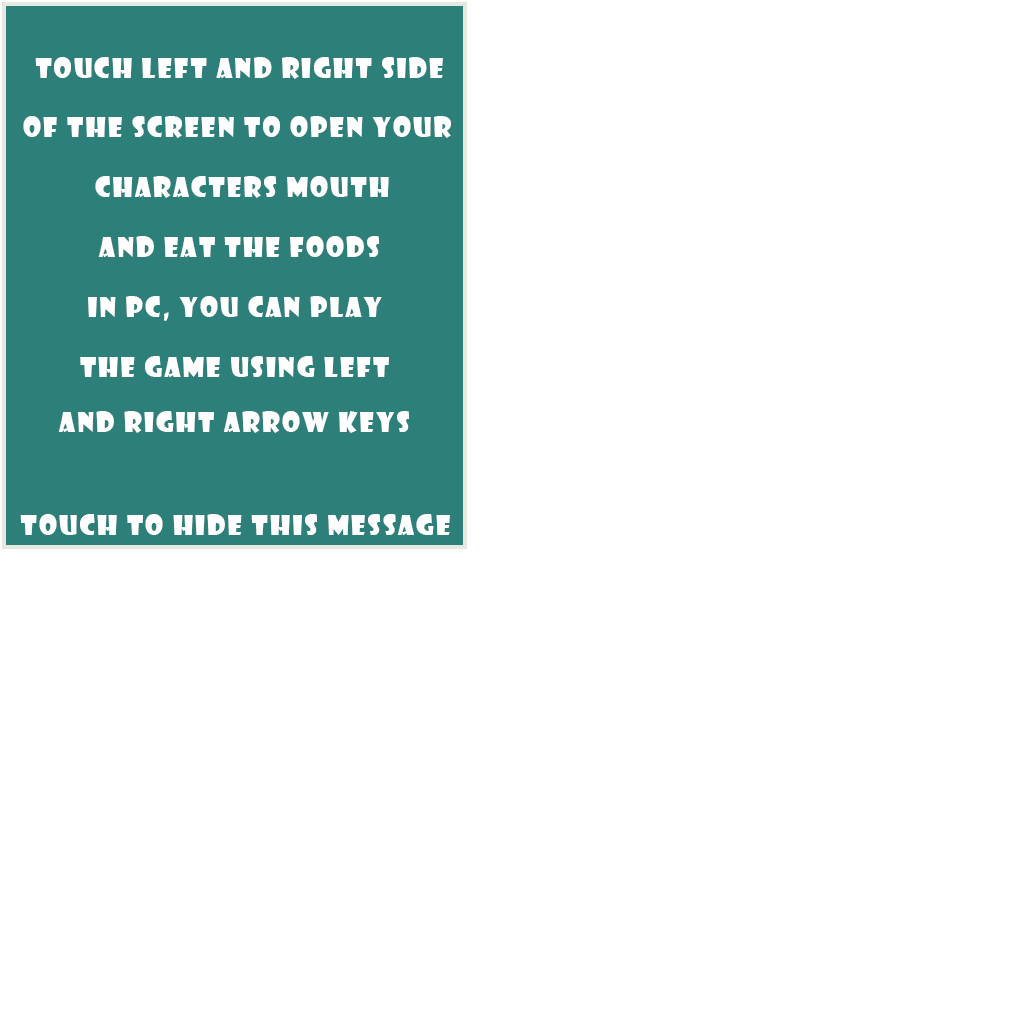 TOUCH LEFT AND RIGHT SIDE
OF THE SCREEN TO OPEN YOUR
CHARACTERS MOUTH
AND EAT THE FOODS
IN PC, YOU CAN PLAY
THE GAME USING LEFT
AND RIGHT ARROW KEYS
TOUCH TO HIDE THIS MESSAGE